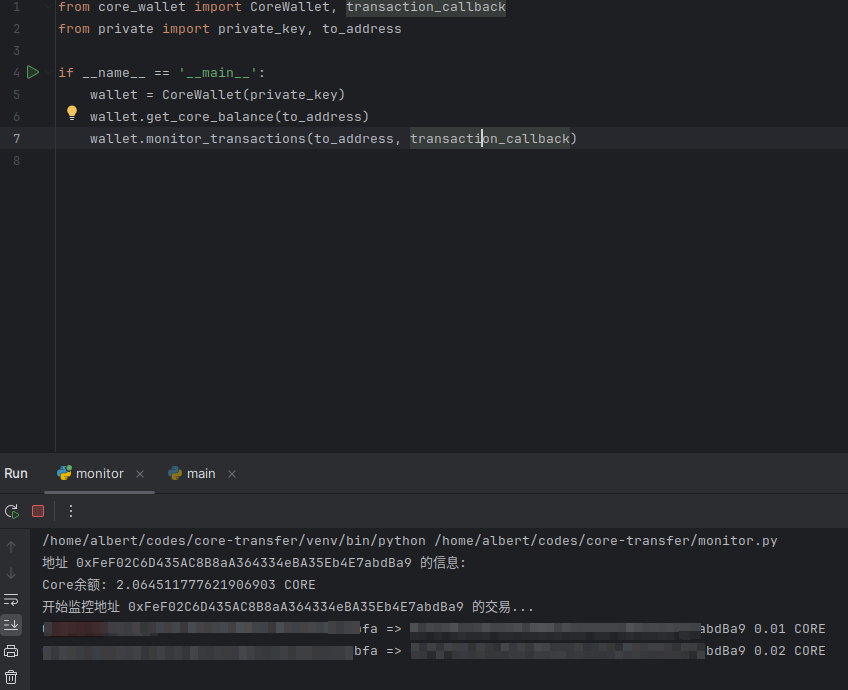 1 from core_wallet import CoreWallet, transaction_callback
2 from private import private_key, to_address
3
4 if __name__ == '__main__':
5 wallet = CoreWallet(private_key)
6 wallet.get_core_balance(to_address)
7 wallet.monitor_transactions(to_address, transaction_callback)
8
Run monitor × main ×
/home/albert/codes/core-transfer/venv/bin/python /home/albert/codes/core-transfer/monitor.py
地址 0xFeF02C6D435AC8B8aA364334eBA35Eb4E7abdBa9 的信息:
Core余额: 2.064511777621906903 CORE
开始监控地址 0xFeF02C6D435AC8B8aA364334eBA35Eb4E7abdBa9 的交易...
bfa => abdBa9 0.01 CORE
bfa => bdBa9 0.02 CORE